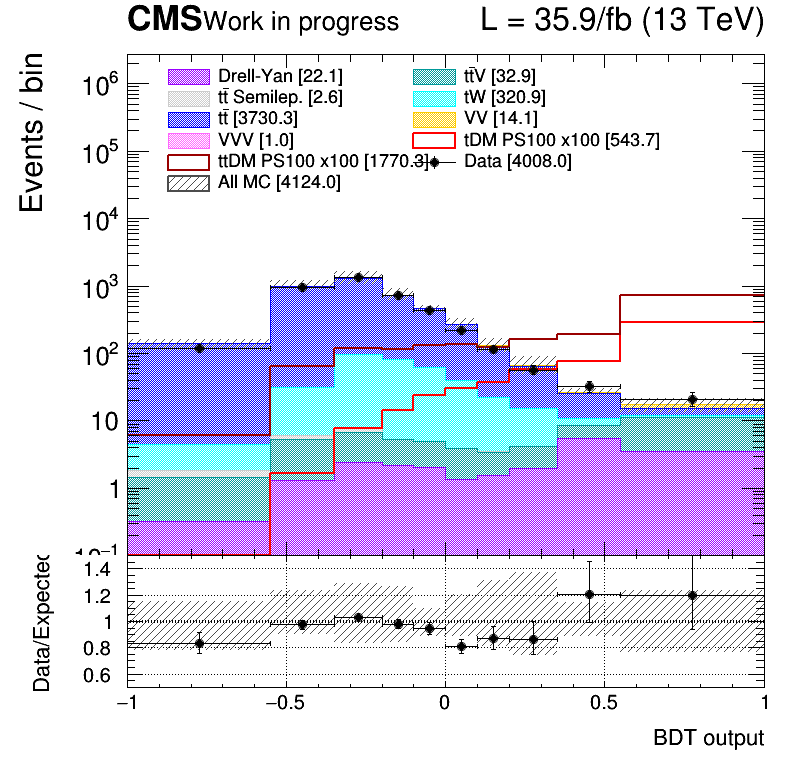 CMS Work in progress L = 35.9/fb (13 TeV)
Events / bin
Drell-Yan [22.1] tt̄V [32.9]
tt̄ Semilep. [2.6] tW [320.9]
tt̄ [3730.3] VV [14.1]
VVV [1.0] tDM PS100 x100 [543.7]
ttDM PS100 x100 [1770.3] Data [4008.0]
All MC [4124.0]
10⁶
10⁵
10⁴
10³
10²
10
1
10⁻¹
Data/Expected
1.4
1.2
1
0.8
0.6
−1 −0.5 0 0.5 1
BDT output